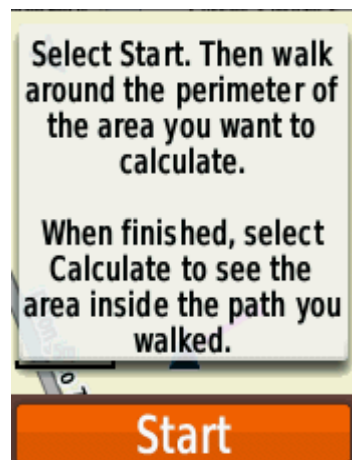 Select Start. Then walk
around the perimeter of
the area you want to
calculate.
When finished, select
Calculate to see the
area inside the path you
walked.
Start